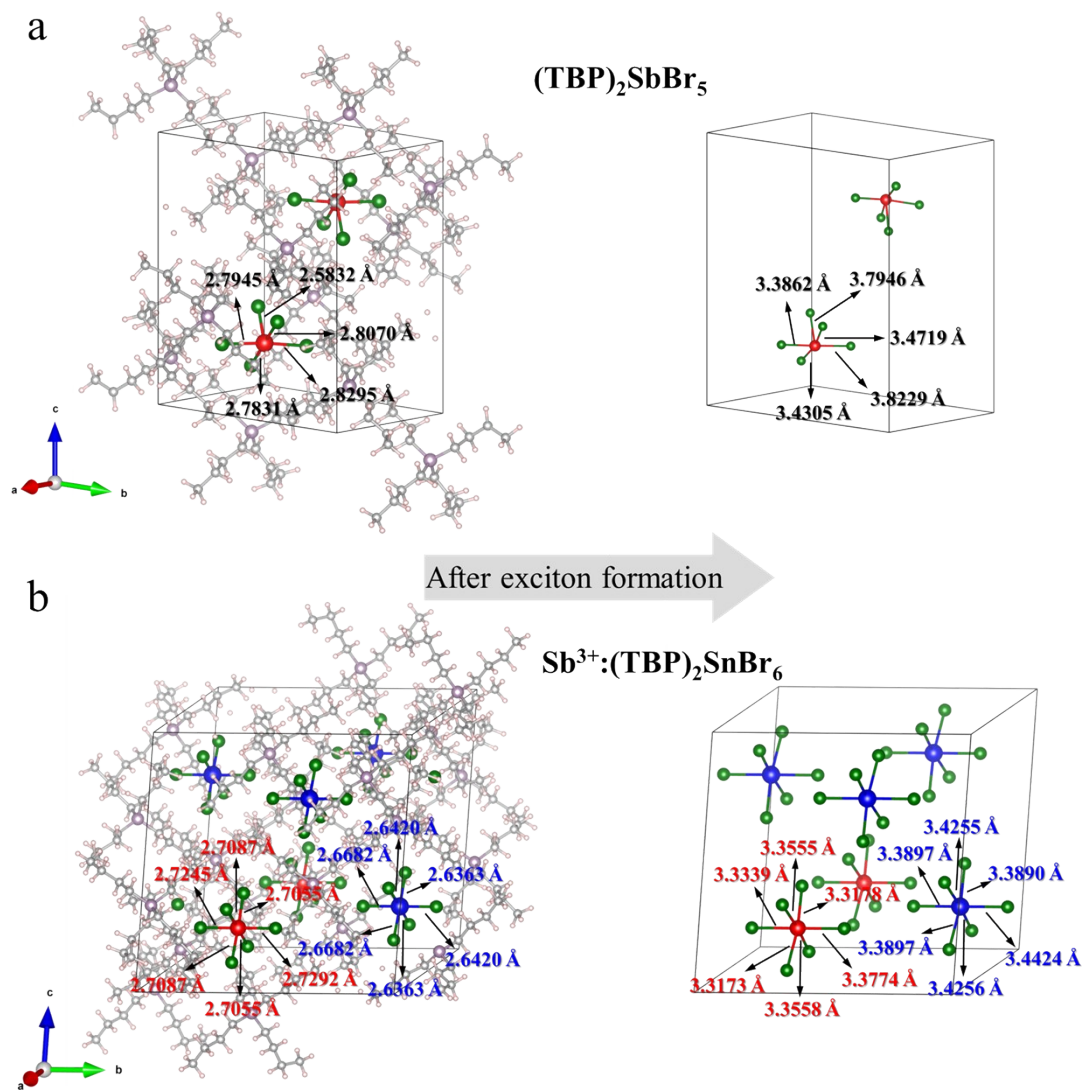 a
(TBP)₂SbBr₅
2.7945 Å
2.5832 Å
2.8070 Å
2.8295 Å
2.7831 Å
3.3862 Å
3.7946 Å
3.4719 Å
3.8229 Å
3.4305 Å
c
a
b
After exciton formation
b
Sb³⁺:(TBP)₂SnBr₆
2.7087 Å
2.7245 Å
2.7055 Å
2.7087 Å
2.7292 Å
2.7055 Å
2.6420 Å
2.6682 Å
2.6363 Å
2.6682 Å
2.6420 Å
2.6363 Å
3.3555 Å
3.3339 Å
3.3178 Å
3.3173 Å
3.3774 Å
3.3558 Å
3.4255 Å
3.3897 Å
3.3890 Å
3.3897 Å
3.4424 Å
3.4256 Å
c
a
b